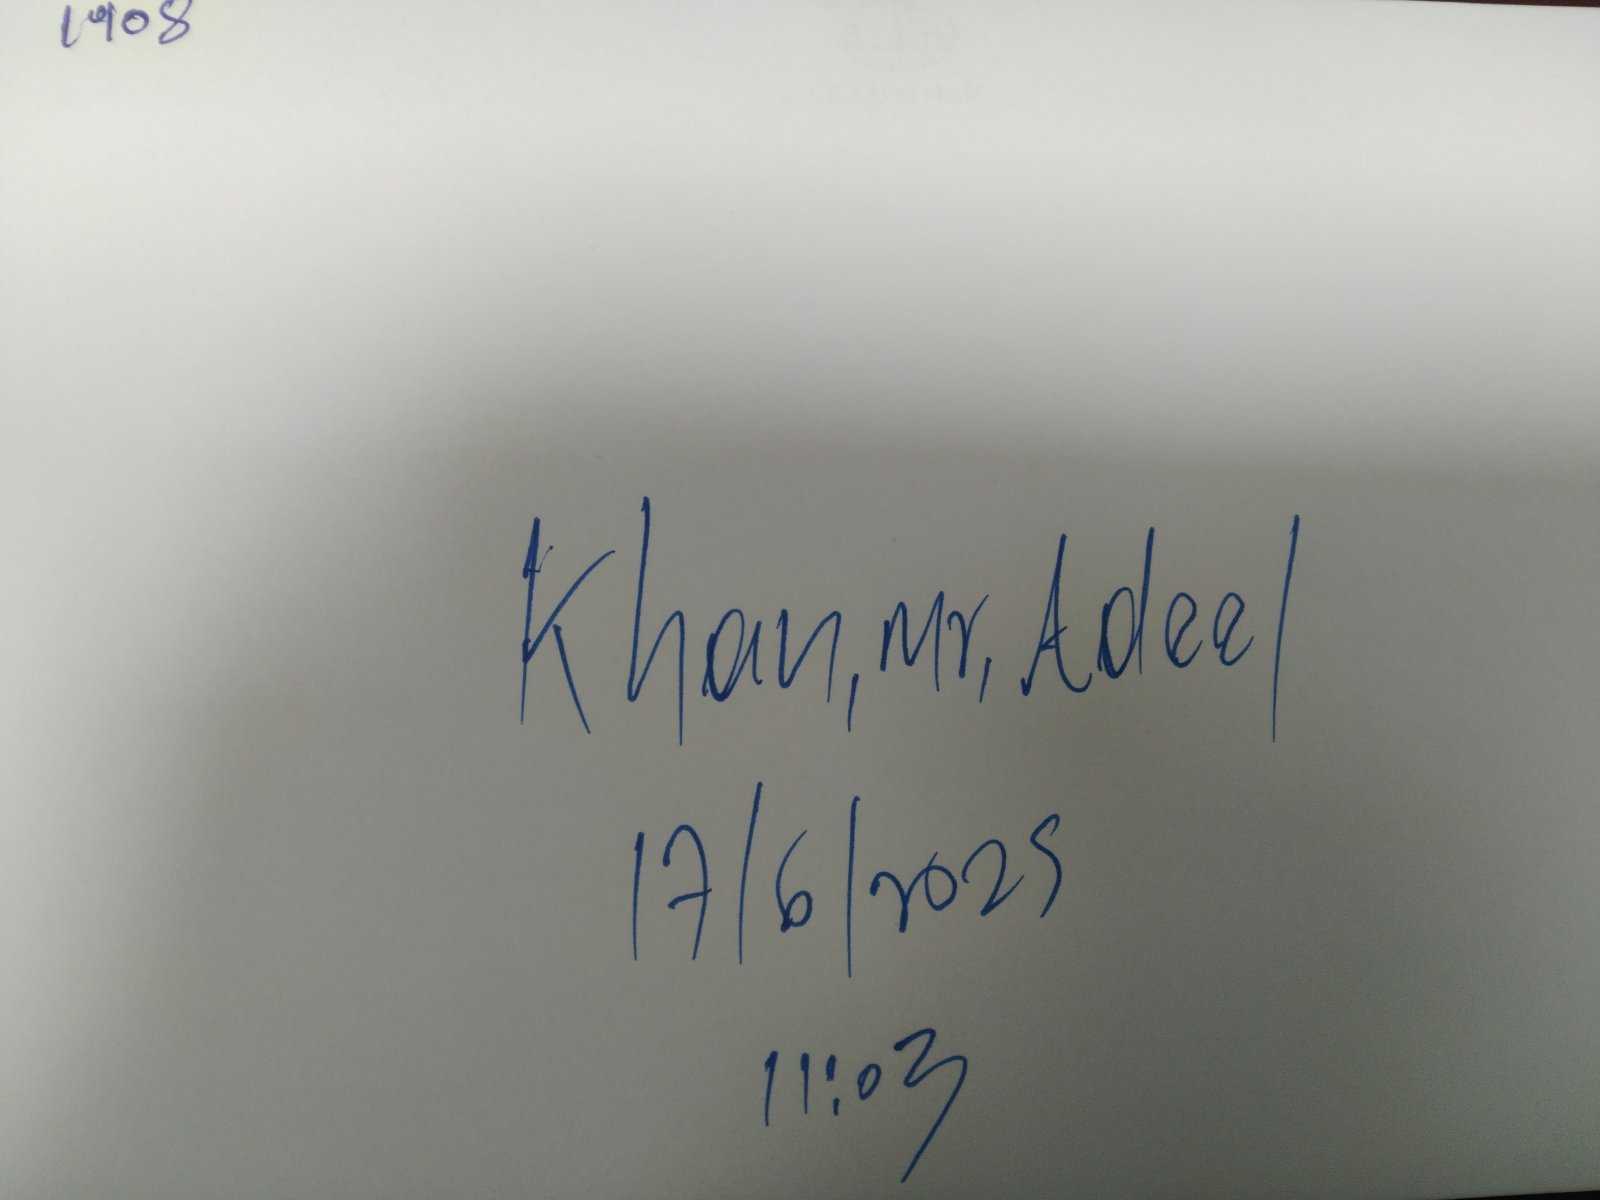 1908
Khan, Mr, Adeel
17/6/2025
11:03